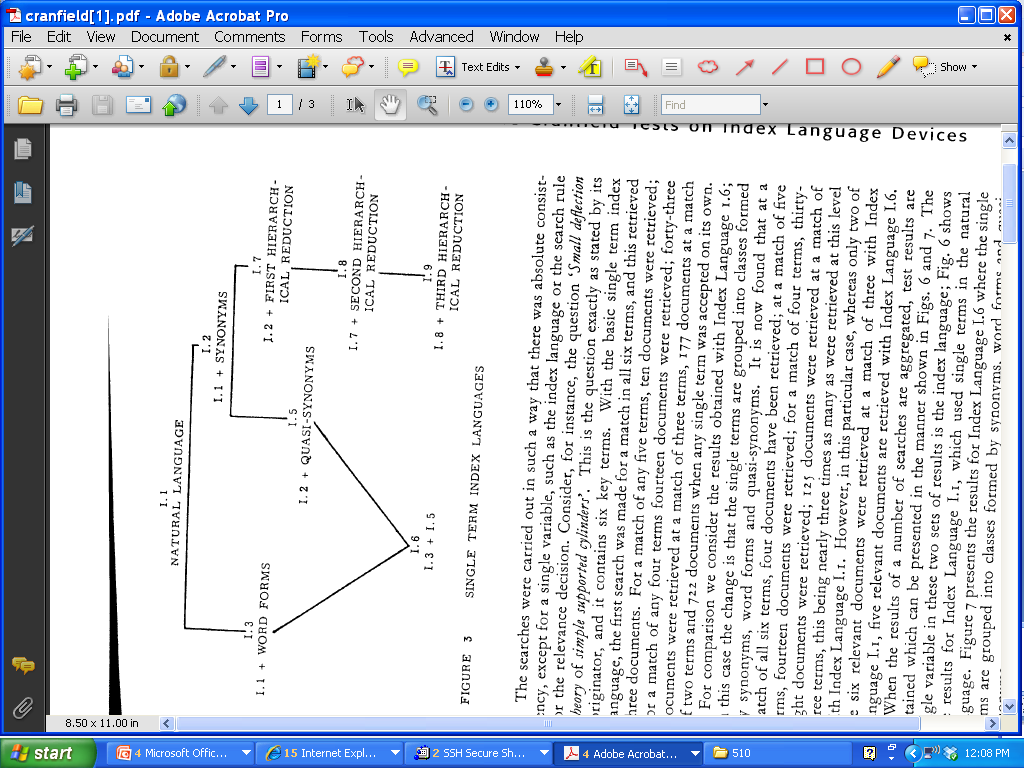 cranfield[1].pdf - Adobe Acrobat Pro
File Edit View Document Comments Forms Tools Advanced Window Help
Text Edits Show
1 / 3 110% Find
Cranfield Tests on Index Language Devices
I.1
NATURAL LANGUAGE
I.2
I.1 + SYNONYMS
I.3
I.1 + WORD FORMS
I.7
I.2 + FIRST HIERARCH-
ICAL REDUCTION
I.5
I.2 + QUASI-SYNONYMS
I.8
I.7 + SECOND HIERARCH-
ICAL REDUCTION
I.6
I.3 + I.5
I.9
I.8 + THIRD HIERARCH-
ICAL REDUCTION
FIGURE 3 SINGLE TERM INDEX LANGUAGES
The searches were carried out in such a way that there was absolute consist-
ency, except for a single variable, such as the index language or the search rule
or the relevance decision. Consider, for instance, the question 'Small deflection
heory of simple supported cylinders'. This is the question exactly as stated by its
originator, and it contains six key terms. With the basic single term index
anguage, the first search was made for a match in all six terms, and this retrieved
hree documents. For a match of any five terms, ten documents were retrieved;
or a match of any four terms fourteen documents were retrieved; forty-three
ocuments were retrieved at a match of three terms, 177 documents at a match
f two terms and 722 documents when any single term was accepted on its own.
For comparison we consider the results obtained with Index Language I.6;
this case the change is that the single terms are grouped into classes formed
y synonyms, word forms and quasi-synonyms. It is now found that at a
atch of all six terms, four documents have been retrieved; at a match of five
rms, fourteen documents were retrieved; for a match of four terms, thirty-
ght documents were retrieved; 125 documents were retrieved at a match of
ree terms, this being nearly three times as many as were retrieved at this level
ith Index Language I.1. However, in this particular case, whereas only two of
e six relevant documents were retrieved at a match of three with Index
nguage I.1, five relevant documents are retrieved with Index Language I.6.
When the results of a number of searches are aggregated, test results are
tained which can be presented in the manner shown in Figs. 6 and 7. The
gle variable in these two sets of results is the index language; Fig. 6 shows
results for Index Language I.1, which used single terms in the natural
guage. Figure 7 presents the results for Index Language I.6 where the single
ms are grouped into classes formed by synonyms, word forms and quasi
8.50 x 11.00 in
start 4 Microsoft Offic... 15 Internet Expl... 2 SSH Secure Sh... 4 Adobe Acrobat... 510 12:08 PM